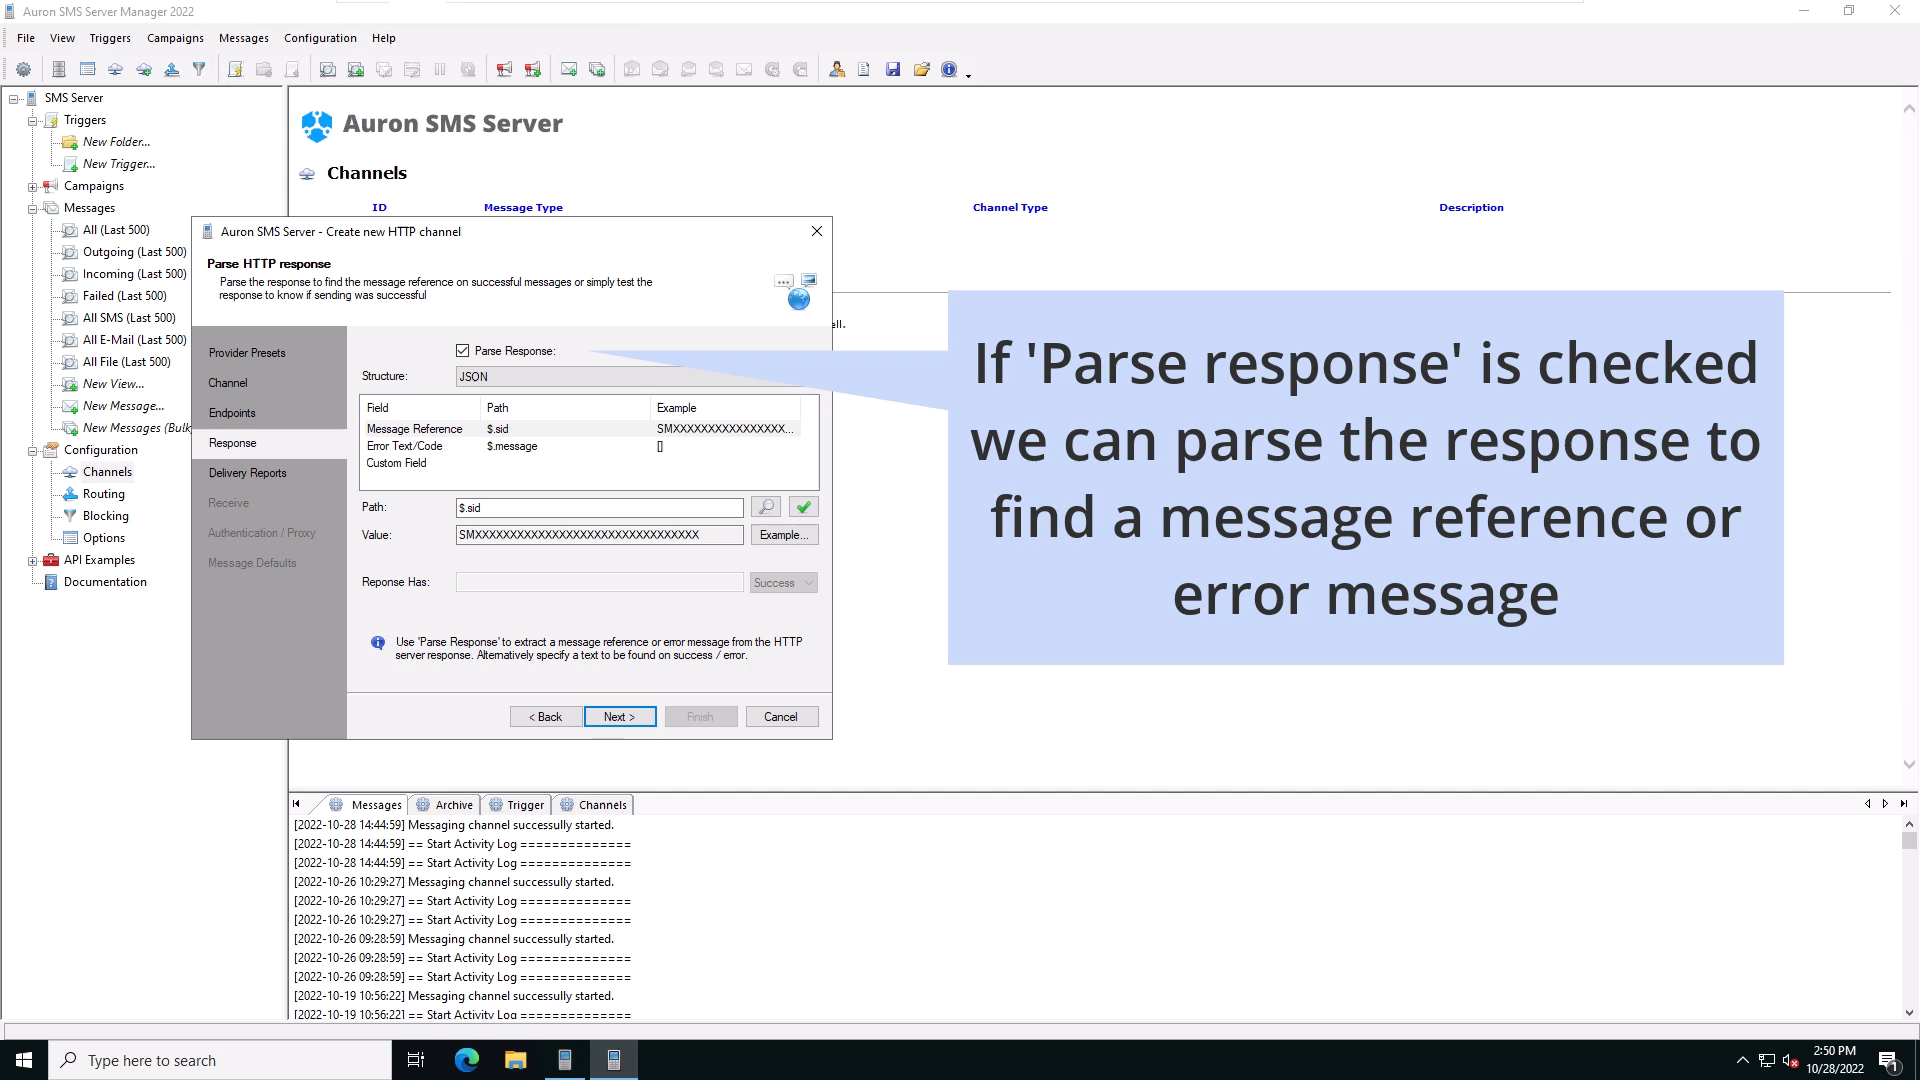 Auron SMS Server Manager 2022
File View Triggers Campaigns Messages Configuration Help
SMS Server
Triggers
New Folder...
New Trigger...
Campaigns
Messages
All (Last 500)
Outgoing (Last 500)
Incoming (Last 500)
Failed (Last 500)
All SMS (Last 500)
All E-Mail (Last 500)
All File (Last 500)
New View...
New Message...
New Messages (Bulk
Configuration
Channels
Routing
Blocking
Options
API Examples
Documentation
Auron SMS Server
Channels
ID Message Type Channel Type Description
ell.
Auron SMS Server - Create new HTTP channel
Parse HTTP response
Parse the response to find the message reference on successful messages or simply test the
response to know if sending was successful
Provider Presets
Channel
Endpoints
Response
Delivery Reports
Receive
Authentication / Proxy
Message Defaults
Parse Response:
Structure: JSON
Field Path Example
Message Reference $.sid SMXXXXXXXXXXXXXXXX...
Error Text/Code $.message []
Custom Field
Path: $.sid
Value: SMXXXXXXXXXXXXXXXXXXXXXXXXXXXXXXXX Example...
Reponse Has: Success
Use 'Parse Response' to extract a message reference or error message from the HTTP
server response. Alternatively specify a text to be found on success / error.
< Back Next > Finish Cancel
If 'Parse response' is checked
we can parse the response to
find a message reference or
error message
Messages Archive Trigger Channels
[2022-10-28 14:44:59] Messaging channel successully started.
[2022-10-28 14:44:59] == Start Activity Log ==============
[2022-10-28 14:44:59] == Start Activity Log ==============
[2022-10-26 10:29:27] Messaging channel successully started.
[2022-10-26 10:29:27] == Start Activity Log ==============
[2022-10-26 10:29:27] == Start Activity Log ==============
[2022-10-26 09:28:59] Messaging channel successully started.
[2022-10-26 09:28:59] == Start Activity Log ==============
[2022-10-26 09:28:59] == Start Activity Log ==============
[2022-10-19 10:56:22] Messaging channel successully started.
[2022-10-19 10:56:22] == Start Activity Log ==============
Type here to search
2:50 PM
10/28/2022
1